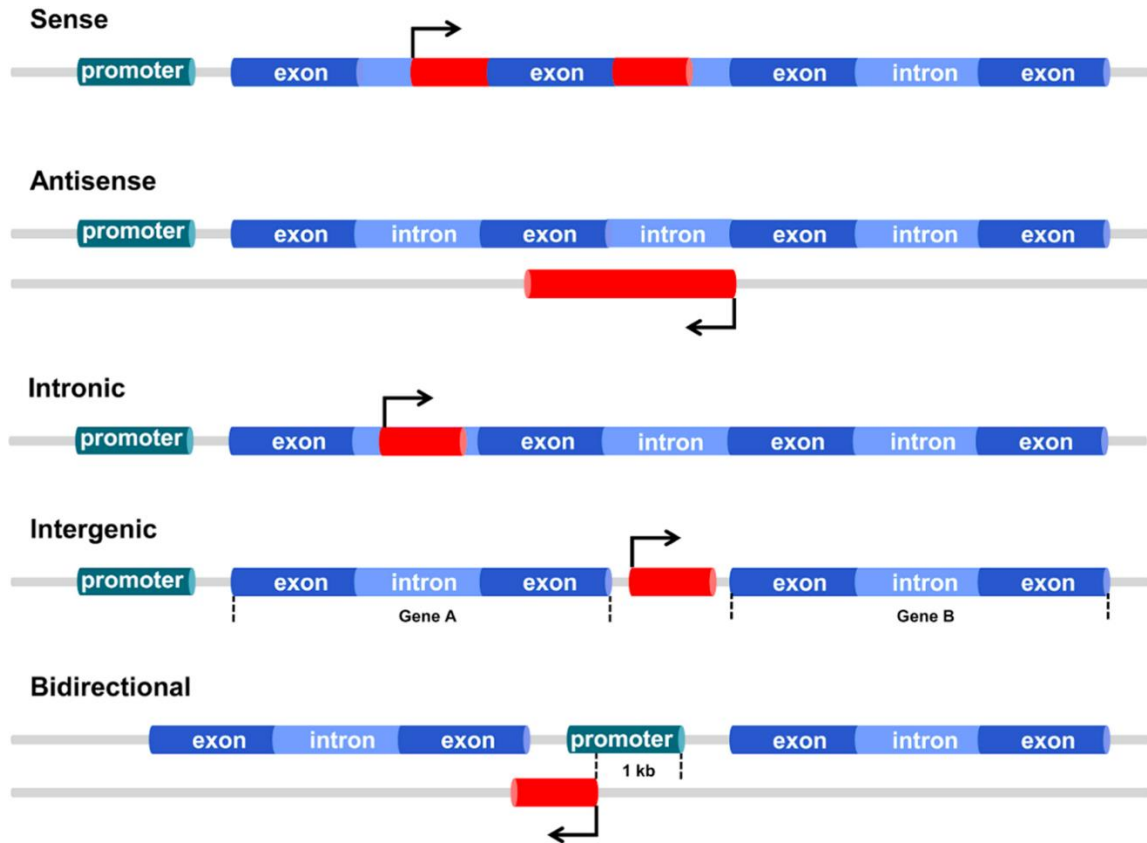 Sense
promoter exon exon exon intron exon
Antisense
promoter exon intron exon intron exon intron exon
Intronic
promoter exon exon intron exon intron exon
Intergenic
promoter exon intron exon exon intron exon
Gene A Gene B
Bidirectional
exon intron exon promoter exon intron exon
1 kb